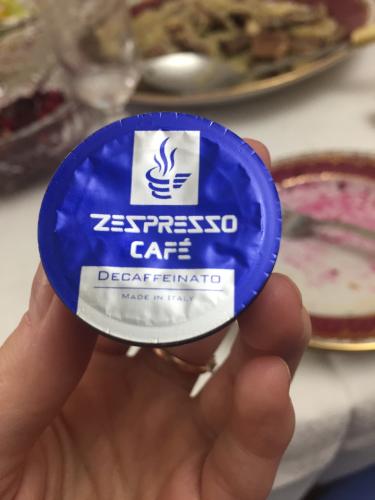 ZESPRESSO
CAFÉ
DECAFFEINATO
MADE IN ITALY